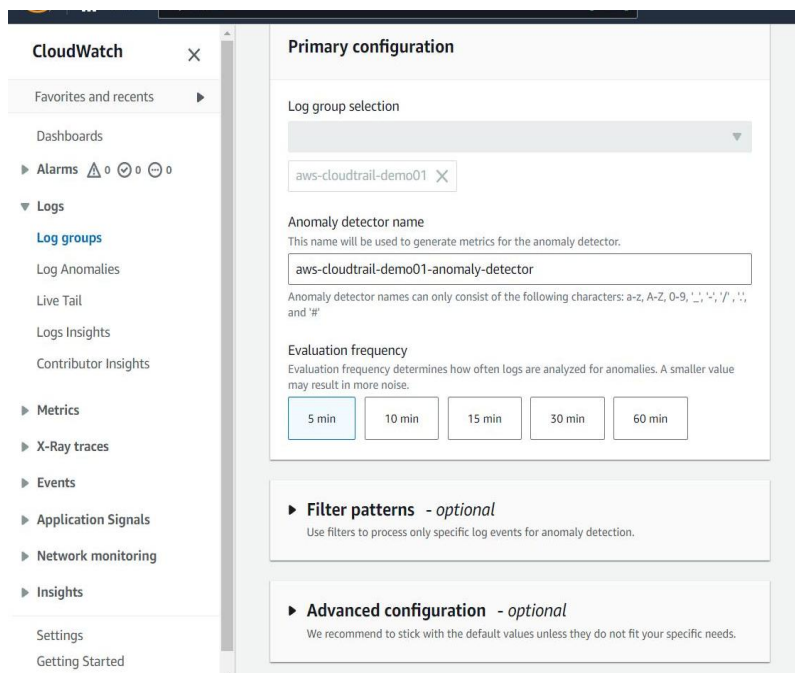 CloudWatch
Favorites and recents
Dashboards
Alarms 0 0 0
Logs
Log groups
Log Anomalies
Live Tail
Logs Insights
Contributor Insights
Metrics
X-Ray traces
Events
Application Signals
Network monitoring
Insights
Settings
Getting Started
Primary configuration
Log group selection
aws-cloudtrail-demo01
Anomaly detector name
This name will be used to generate metrics for the anomaly detector.
aws-cloudtrail-demo01-anomaly-detector
Anomaly detector names can only consist of the following characters: a-z, A-Z, 0-9, '_', '-', '/' , '.',
and '#'
Evaluation frequency
Evaluation frequency determines how often logs are analyzed for anomalies. A smaller value
may result in more noise.
5 min 10 min 15 min 30 min 60 min
Filter patterns - optional
Use filters to process only specific log events for anomaly detection.
Advanced configuration - optional
We recommend to stick with the default values unless they do not fit your specific needs.